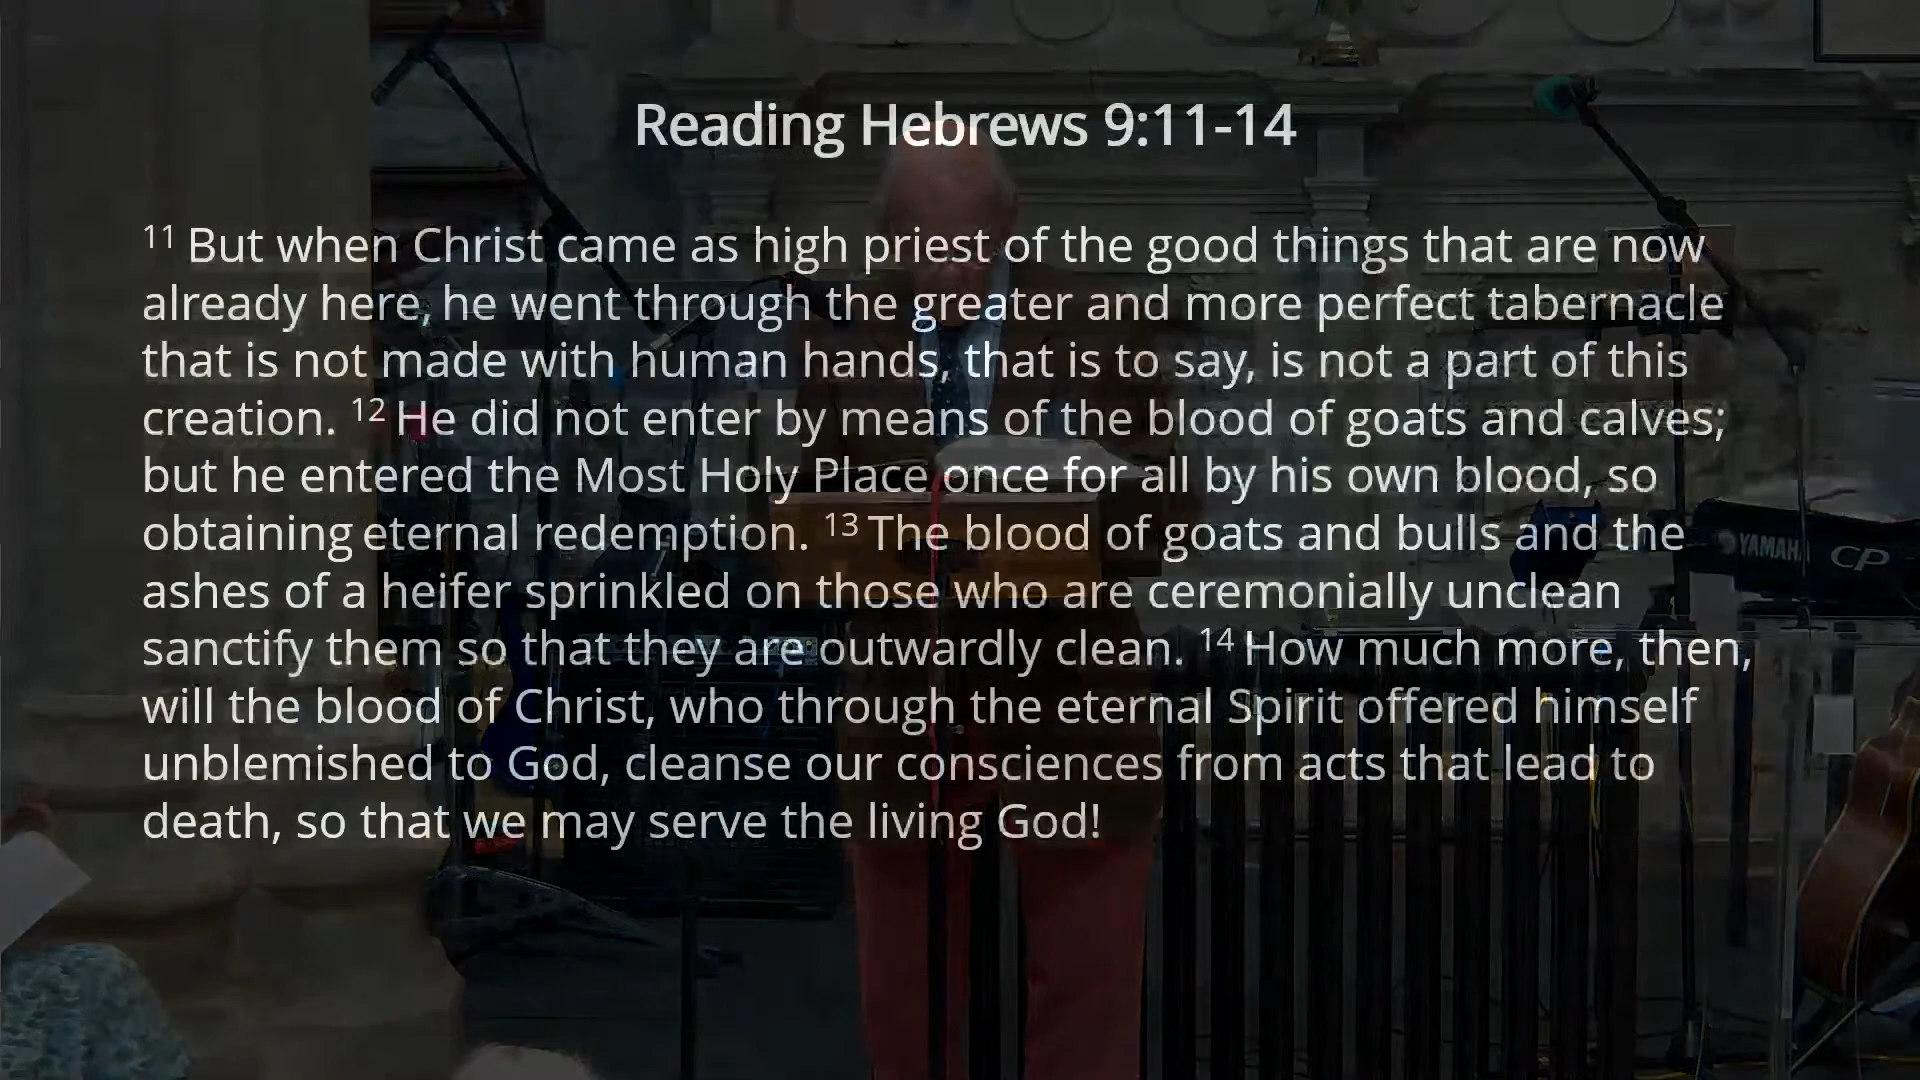 Reading Hebrews 9:11-14
11 But when Christ came as high priest of the good things that are now
already here, he went through the greater and more perfect tabernacle
that is not made with human hands, that is to say, is not a part of this
creation. 12 He did not enter by means of the blood of goats and calves;
but he entered the Most Holy Place once for all by his own blood, so
obtaining eternal redemption. 13 The blood of goats and bulls and the
ashes of a heifer sprinkled on those who are ceremonially unclean
sanctify them so that they are outwardly clean. 14 How much more, then,
will the blood of Christ, who through the eternal Spirit offered himself
unblemished to God, cleanse our consciences from acts that lead to
death, so that we may serve the living God!
YAMAHA CP